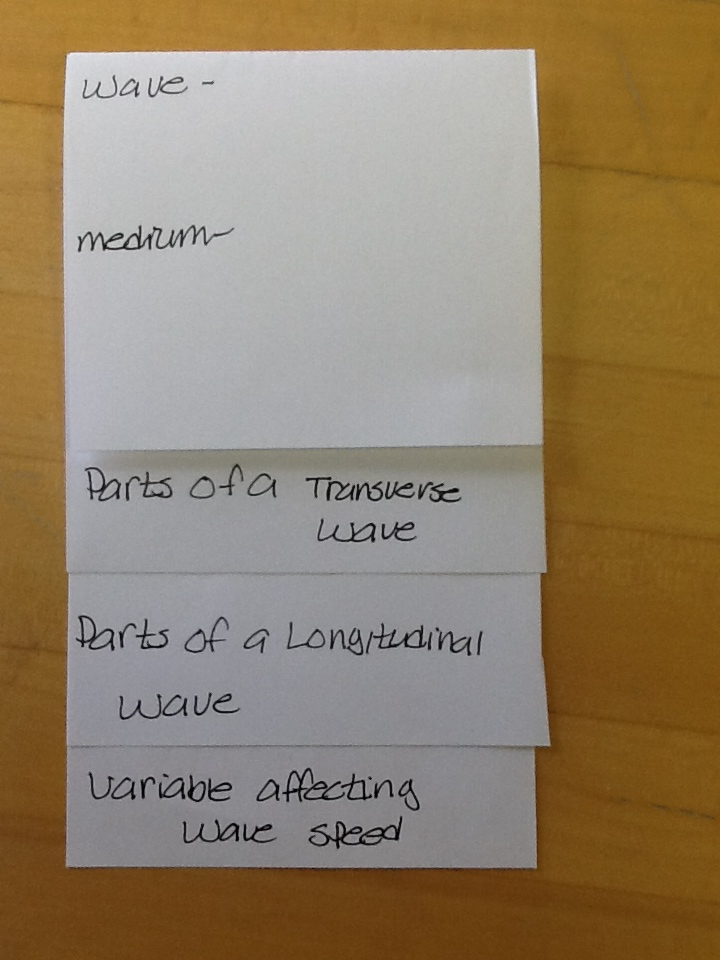 wave -
medium-
Parts of a Transverse
wave
Parts of a Longitudinal
wave
Variable affecting
wave speed